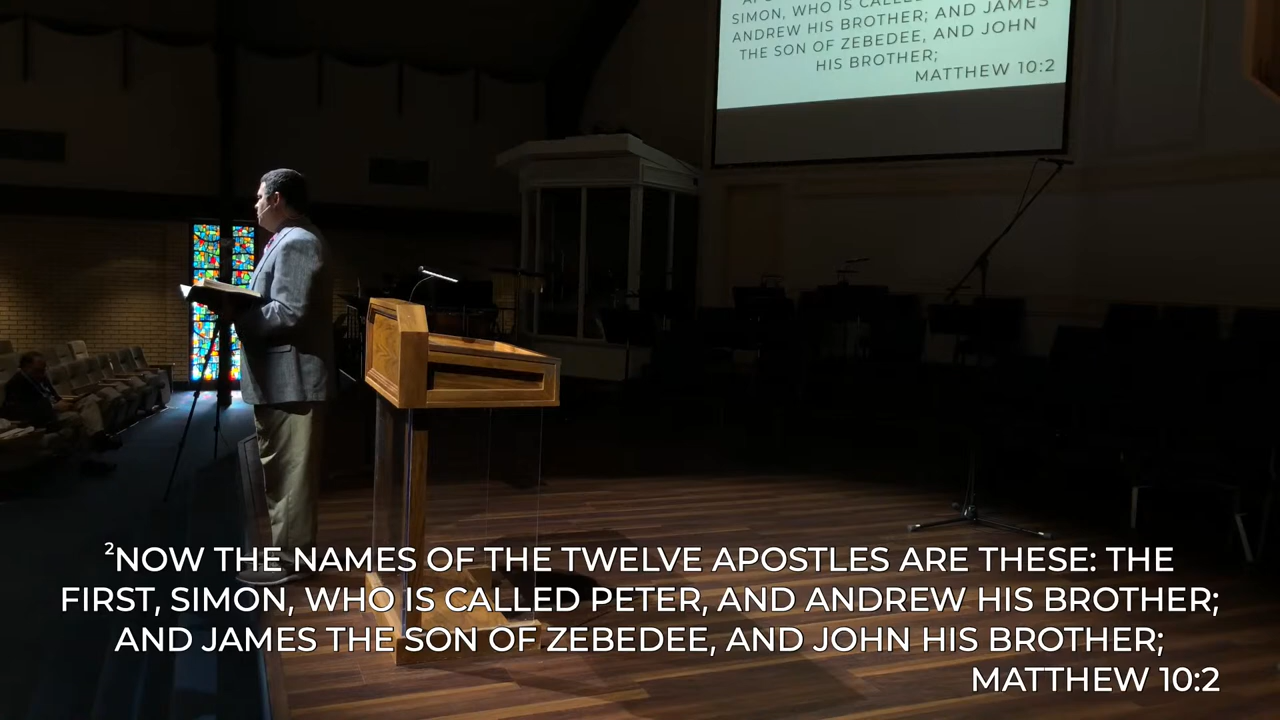 SIMON, WHO IS CALLED
ANDREW HIS BROTHER; AND JAMES
THE SON OF ZEBEDEE, AND JOHN
HIS BROTHER;
MATTHEW 10:2
²NOW THE NAMES OF THE TWELVE APOSTLES ARE THESE: THE
FIRST, SIMON, WHO IS CALLED PETER, AND ANDREW HIS BROTHER;
AND JAMES THE SON OF ZEBEDEE, AND JOHN HIS BROTHER;
MATTHEW 10:2